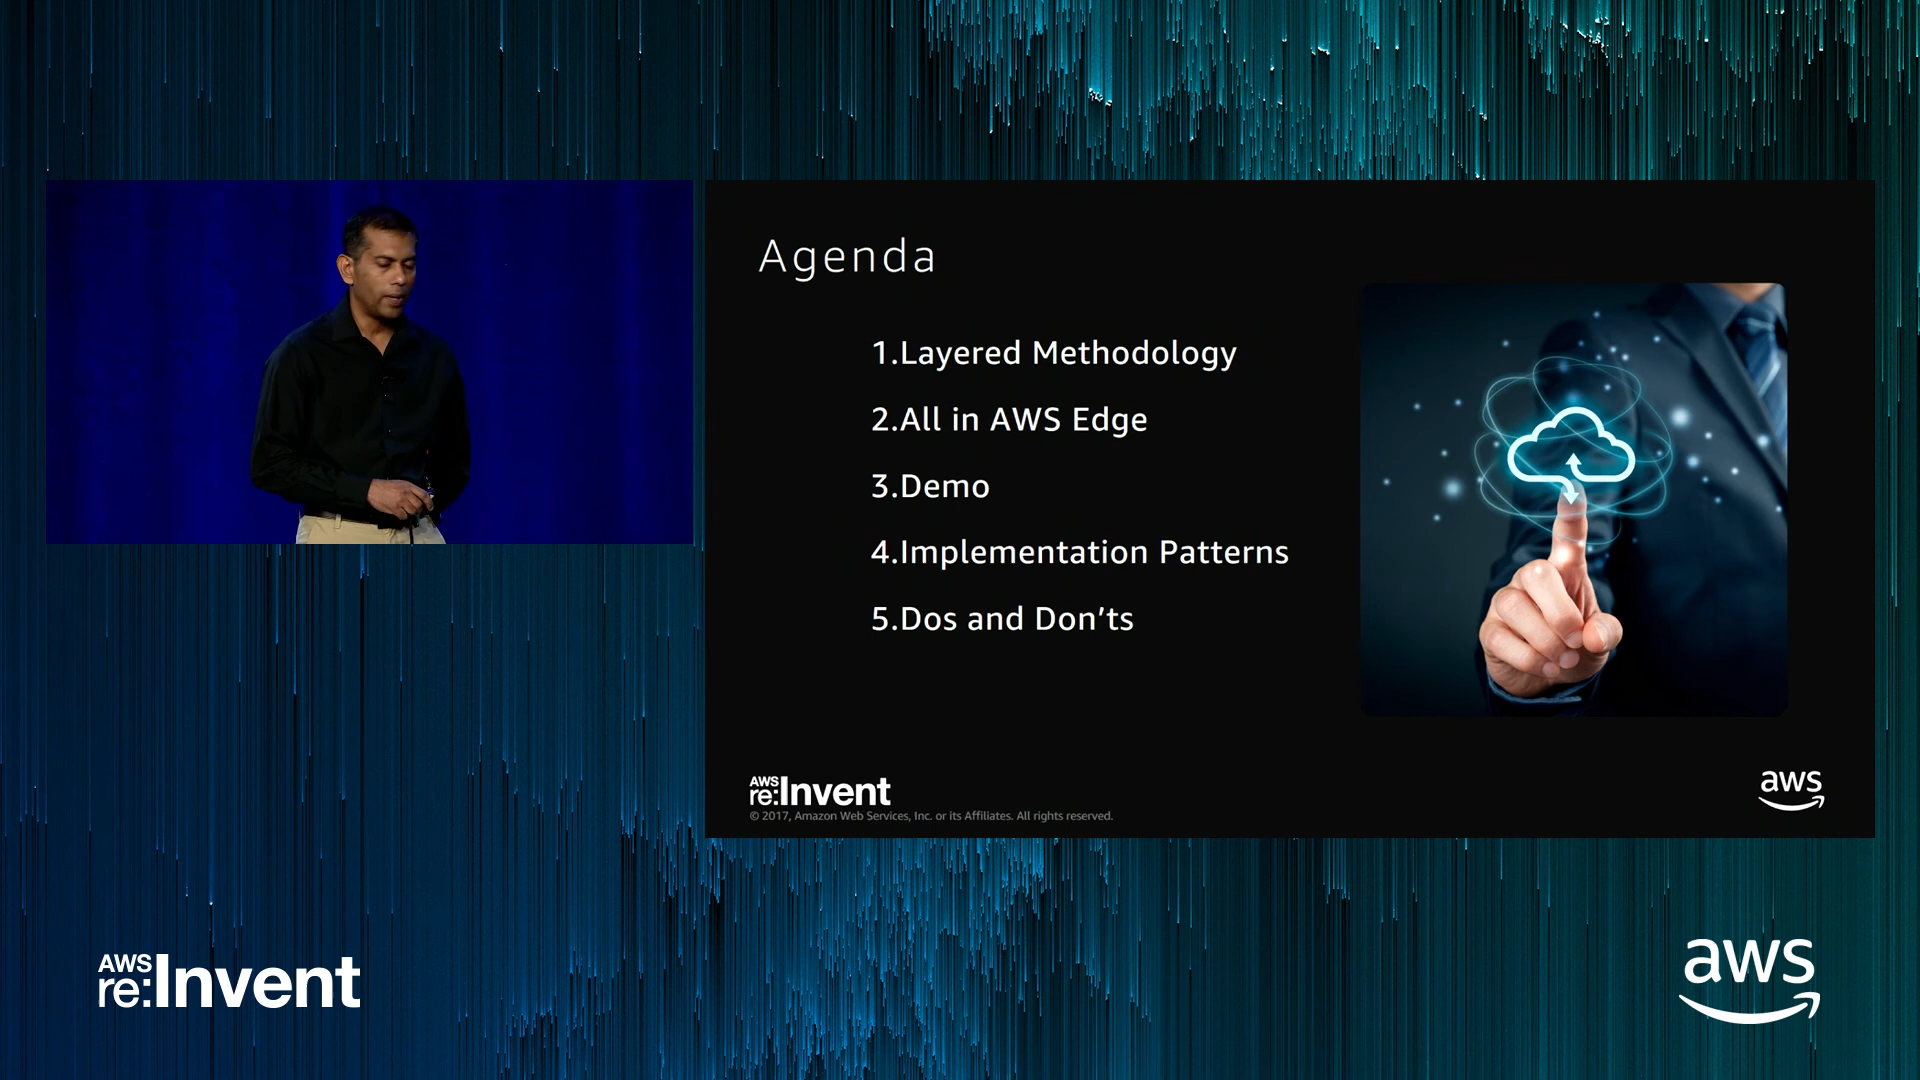 Agenda
1.Layered Methodology
2.All in AWS Edge
3.Demo
4.Implementation Patterns
5.Dos and Don’ts
AWS
re:Invent
© 2017, Amazon Web Services, Inc. or its Affiliates. All rights reserved.
aws
AWS
re:Invent
aws